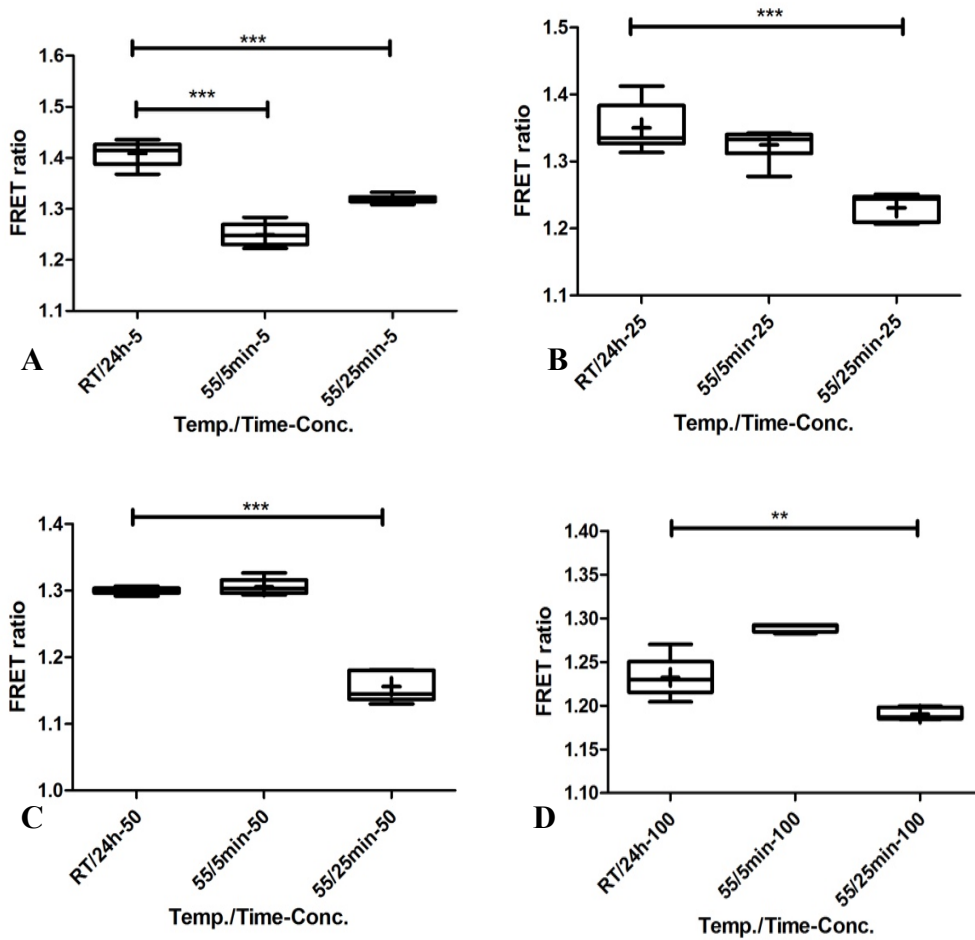 ***
***
1.6
1.5
1.4
1.3
1.2
1.1
FRET ratio
RT/24h-5
55/5min-5
55/25min-5
Temp./Time-Conc.
A
***
1.5
1.4
1.3
1.2
1.1
FRET ratio
RT/24h-25
55/5min-25
55/25min-25
Temp./Time-Conc.
B
***
1.4
1.3
1.2
1.1
1.0
FRET ratio
RT/24h-50
55/5min-50
55/25min-50
Temp./Time-Conc.
C
**
1.40
1.35
1.30
1.25
1.20
1.15
1.10
FRET ratio
RT/24h-100
55/5min-100
55/25min-100
Temp./Time-Conc.
D